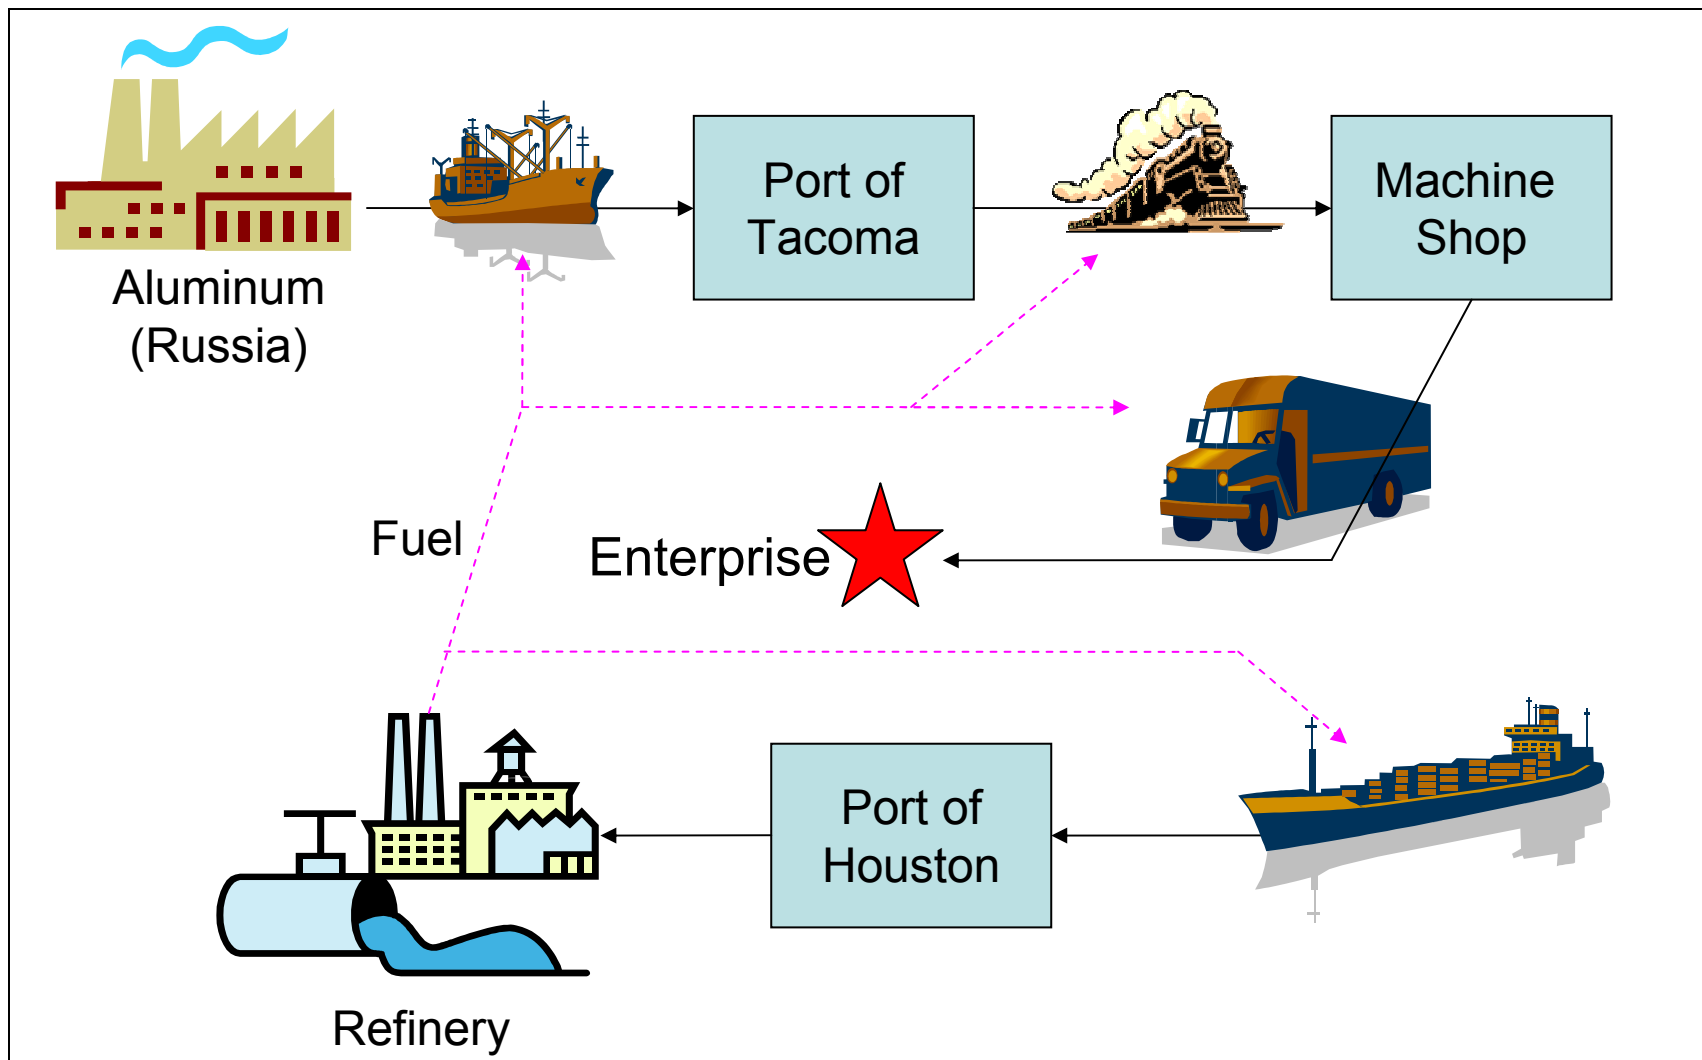 Port of
Tacoma
Machine
Shop
Aluminum
(Russia)
Fuel
Enterprise
Port of
Houston
Refinery